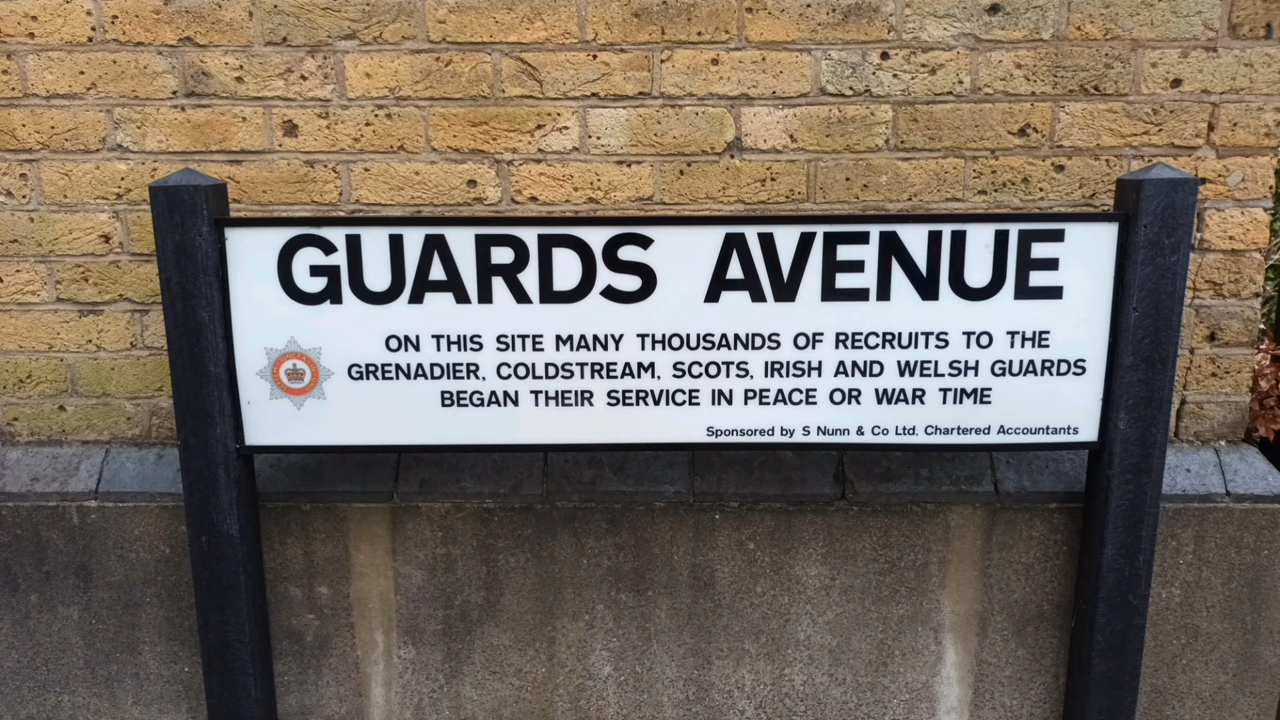 GUARDS AVENUE
ON THIS SITE MANY THOUSANDS OF RECRUITS TO THE
GRENADIER, COLDSTREAM, SCOTS, IRISH AND WELSH GUARDS
BEGAN THEIR SERVICE IN PEACE OR WAR TIME
Sponsored by S Nunn & Co Ltd. Chartered Accountants